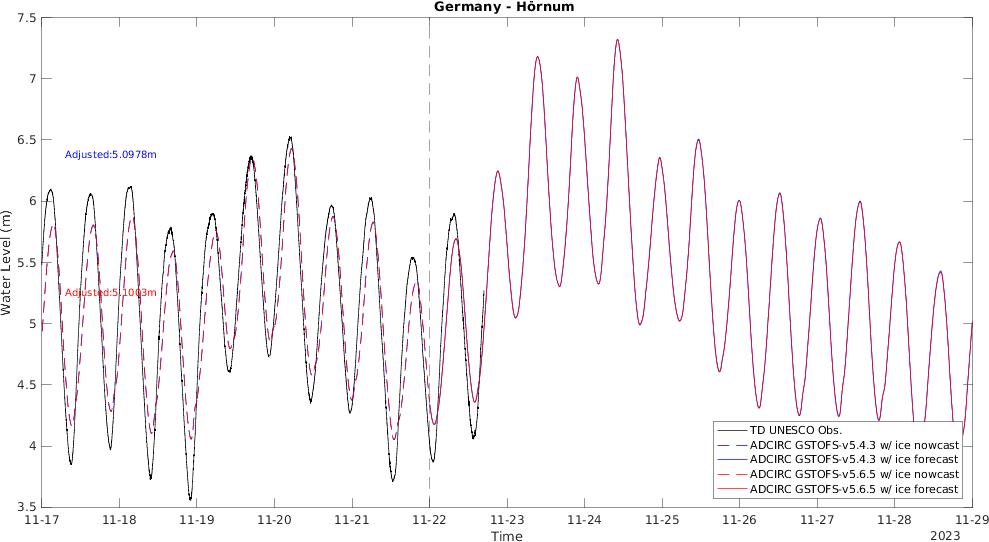 Germany - Hörnum
7.5
7
6.5
6
5.5
5
4.5
4
3.5
Water Level (m)
Adjusted:5.0978m
Adjusted:5.1003m
TD UNESCO Obs.
ADCIRC GSTOFS-v5.4.3 w/ ice nowcast
ADCIRC GSTOFS-v5.4.3 w/ ice forecast
ADCIRC GSTOFS-v5.6.5 w/ ice nowcast
ADCIRC GSTOFS-v5.6.5 w/ ice forecast
11-17 11-18 11-19 11-20 11-21 11-22 11-23 11-24 11-25 11-26 11-27 11-28 11-29
Time
2023